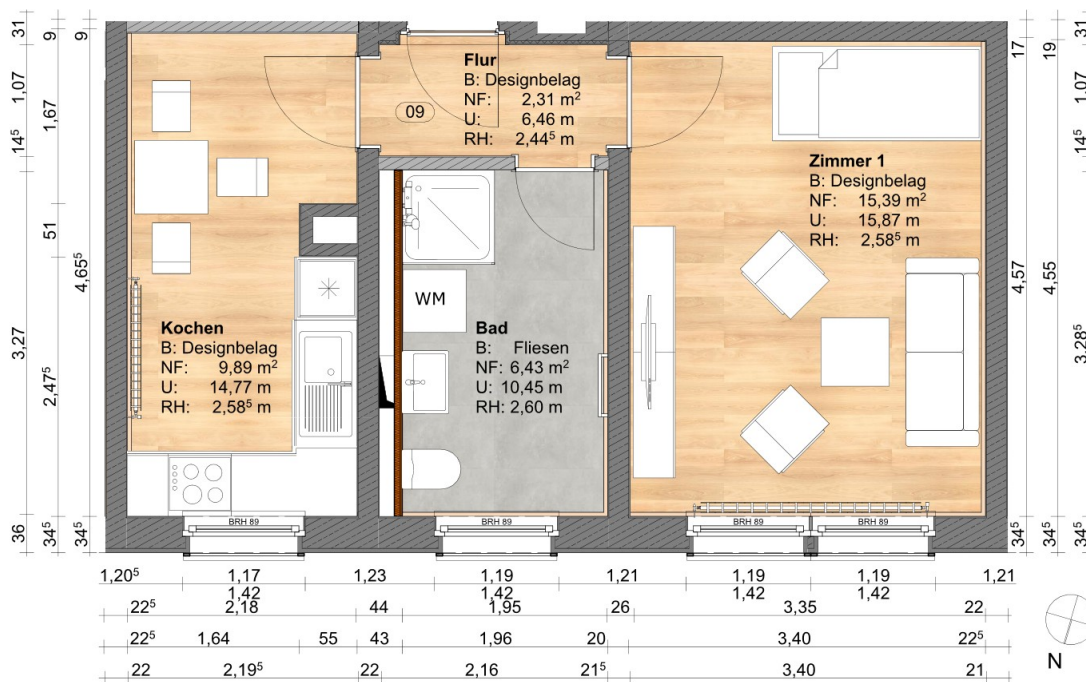 Flur
B: Designbelag
NF: 2,31 m²
U: 6,46 m
RH: 2,44⁵ m
09
Zimmer 1
B: Designbelag
NF: 15,39 m²
U: 15,87 m
RH: 2,58⁵ m
WM
Kochen
B: Designbelag
NF: 9,89 m²
U: 14,77 m
RH: 2,58⁵ m
Bad
B: Fliesen
NF: 6,43 m²
U: 10,45 m
RH: 2,60 m
BRH 89
BRH 89
BRH 89
BRH 89
31
1,07
14⁵
3,27
36
9
1,67
51
2,47⁵
34⁵
9
4,65⁵
34⁵
17
4,57
34⁵
19
4,55
34⁵
31
1,07
14⁵
3,28⁵
34⁵
1,20⁵ 1,17 1,23 1,19 1,21 1,19 1,19 1,21
1,42 1,42 1,42 1,42
22⁵ 2,18 44 1,95 26 3,35 22
22⁵ 1,64 55 43 1,96 20 3,40 22⁵
22 2,19⁵ 22 2,16 21⁵ 3,40 21
N